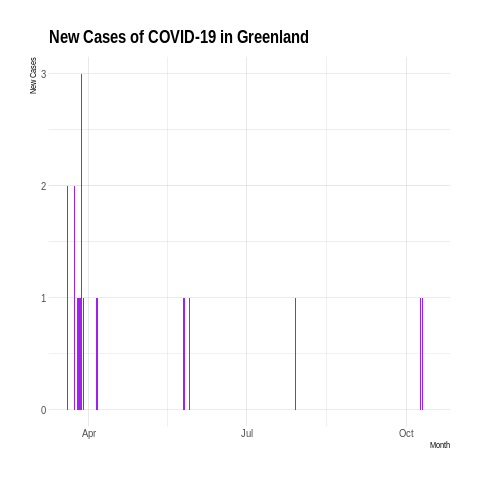 New Cases of COVID-19 in Greenland
New Cases
3
2
1
0
Apr
Jul
Oct
Month